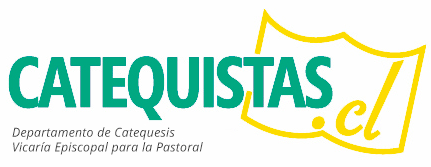 CATEQUISTAS
.cl
Departamento de Catequesis
Vicaría Episcopal para la Pastoral